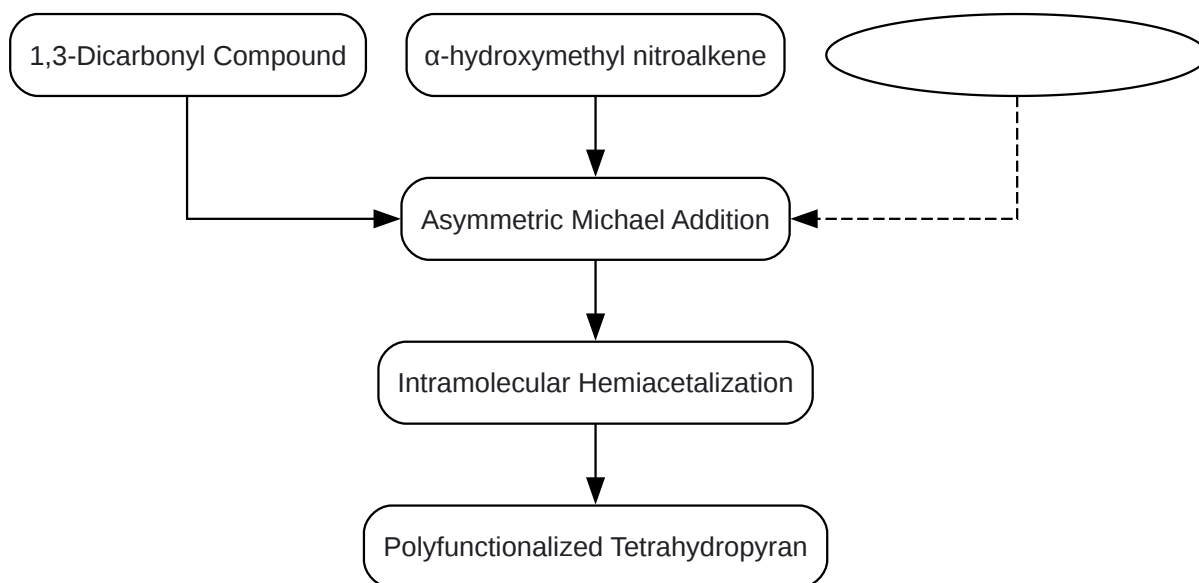 1,3-Dicarbonyl Compound
α-hydroxymethyl nitroalkene
Asymmetric Michael Addition
Intramolecular Hemiacetalization
Polyfunctionalized Tetrahydropyran